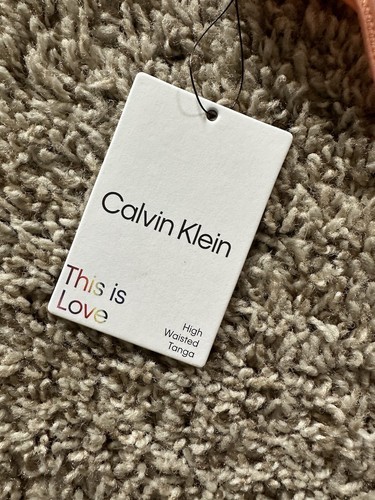 Calvin Klein
This is
Love
High
Waisted
Tanga